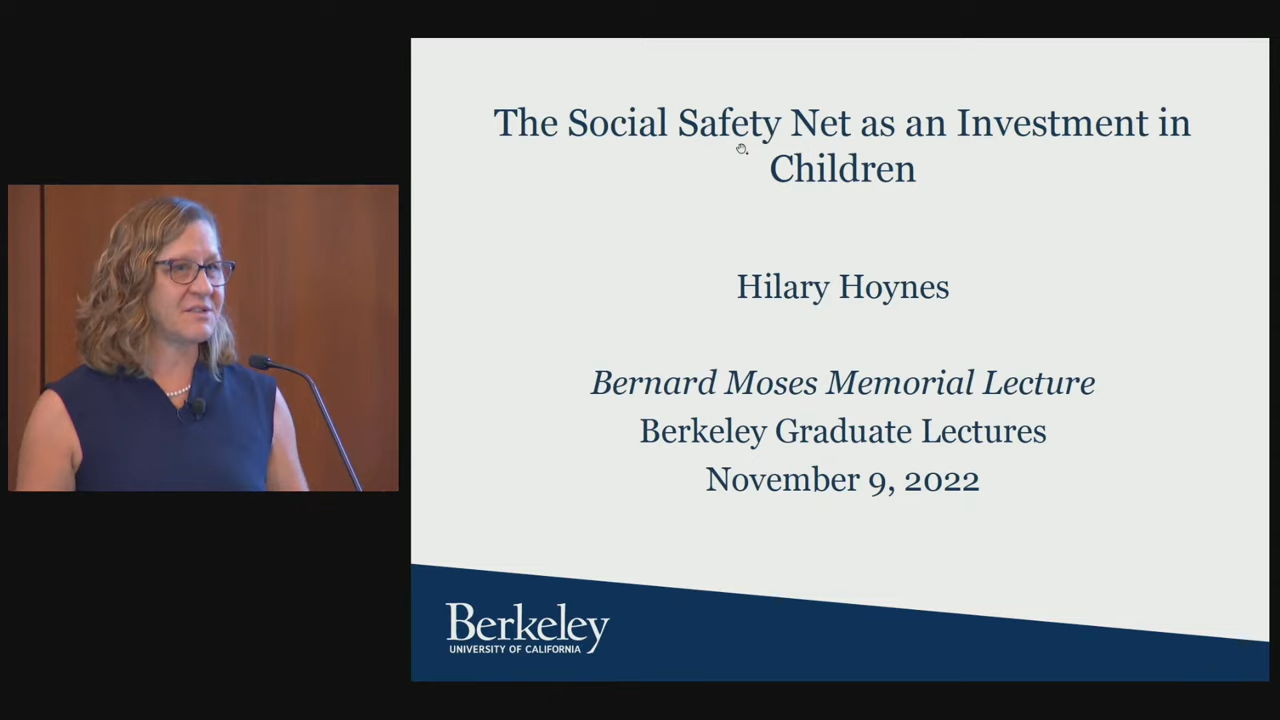 The Social Safety Net as an Investment in
Children
Hilary Hoynes
Bernard Moses Memorial Lecture
Berkeley Graduate Lectures
November 9, 2022
Berkeley
UNIVERSITY OF CALIFORNIA